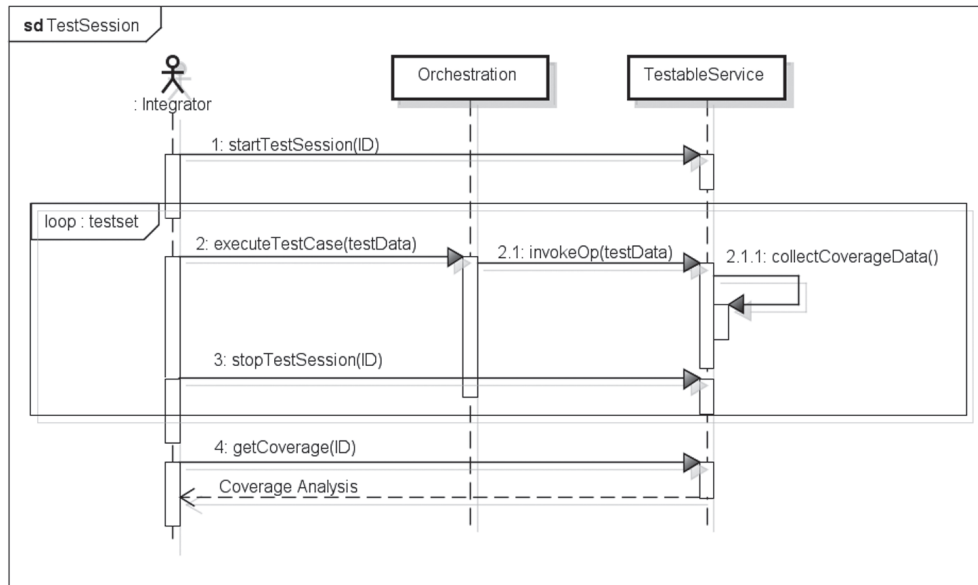 sd TestSession
Orchestration
TestableService
: Integrator
1: startTestSession(ID)
loop : testset
2: executeTestCase(testData)
2.1: invokeOp(testData)
2.1.1: collectCoverageData()
3: stopTestSession(ID)
4: getCoverage(ID)
Coverage Analysis